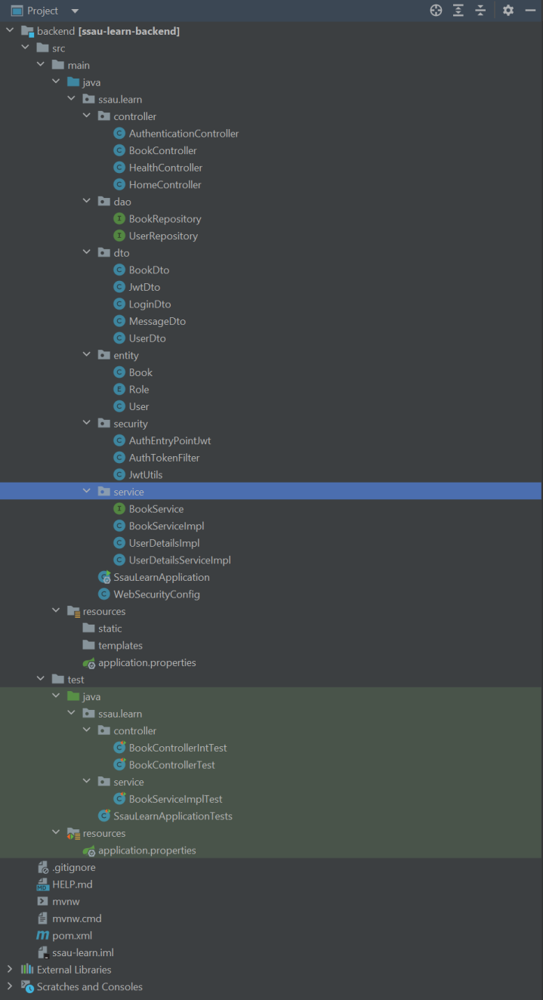 Project
backend [ssau-learn-backend]
src
main
java
ssau.learn
controller
AuthenticationController
BookController
HealthController
HomeController
dao
BookRepository
UserRepository
dto
BookDto
JwtDto
LoginDto
MessageDto
UserDto
entity
Book
Role
User
security
AuthEntryPointJwt
AuthTokenFilter
JwtUtils
service
BookService
BookServiceImpl
UserDetailsImpl
UserDetailsServiceImpl
SsauLearnApplication
WebSecurityConfig
resources
static
templates
application.properties
test
java
ssau.learn
controller
BookControllerIntTest
BookControllerTest
service
BookServiceImplTest
SsauLearnApplicationTests
resources
application.properties
.gitignore
HELP.md
mvnw
mvnw.cmd
pom.xml
ssau-learn.iml
External Libraries
Scratches and Consoles